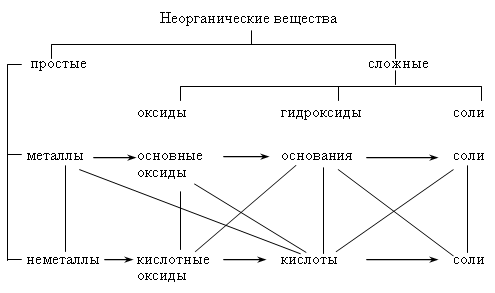 Неорганические вещества
простые сложные
оксиды гидроксиды соли
металлы основные оксиды основания соли
неметаллы кислотные оксиды кислоты соли